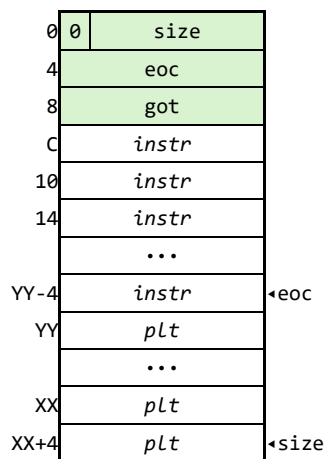 0 0 size
4 eoc
8 got
C instr
10 instr
14 instr
...
YY-4 instr ◂eoc
YY plt
...
XX plt
XX+4 plt ◂size